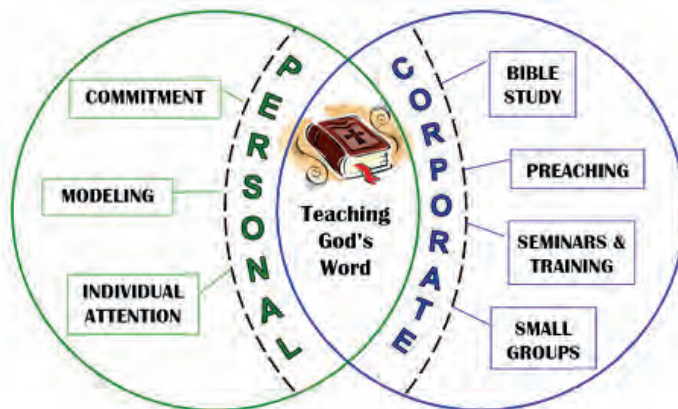 PERSONAL
COMMITMENT
MODELING
INDIVIDUAL
ATTENTION
Teaching
God's
Word
CORPORATE
BIBLE
STUDY
PREACHING
SEMINARS &
TRAINING
SMALL
GROUPS